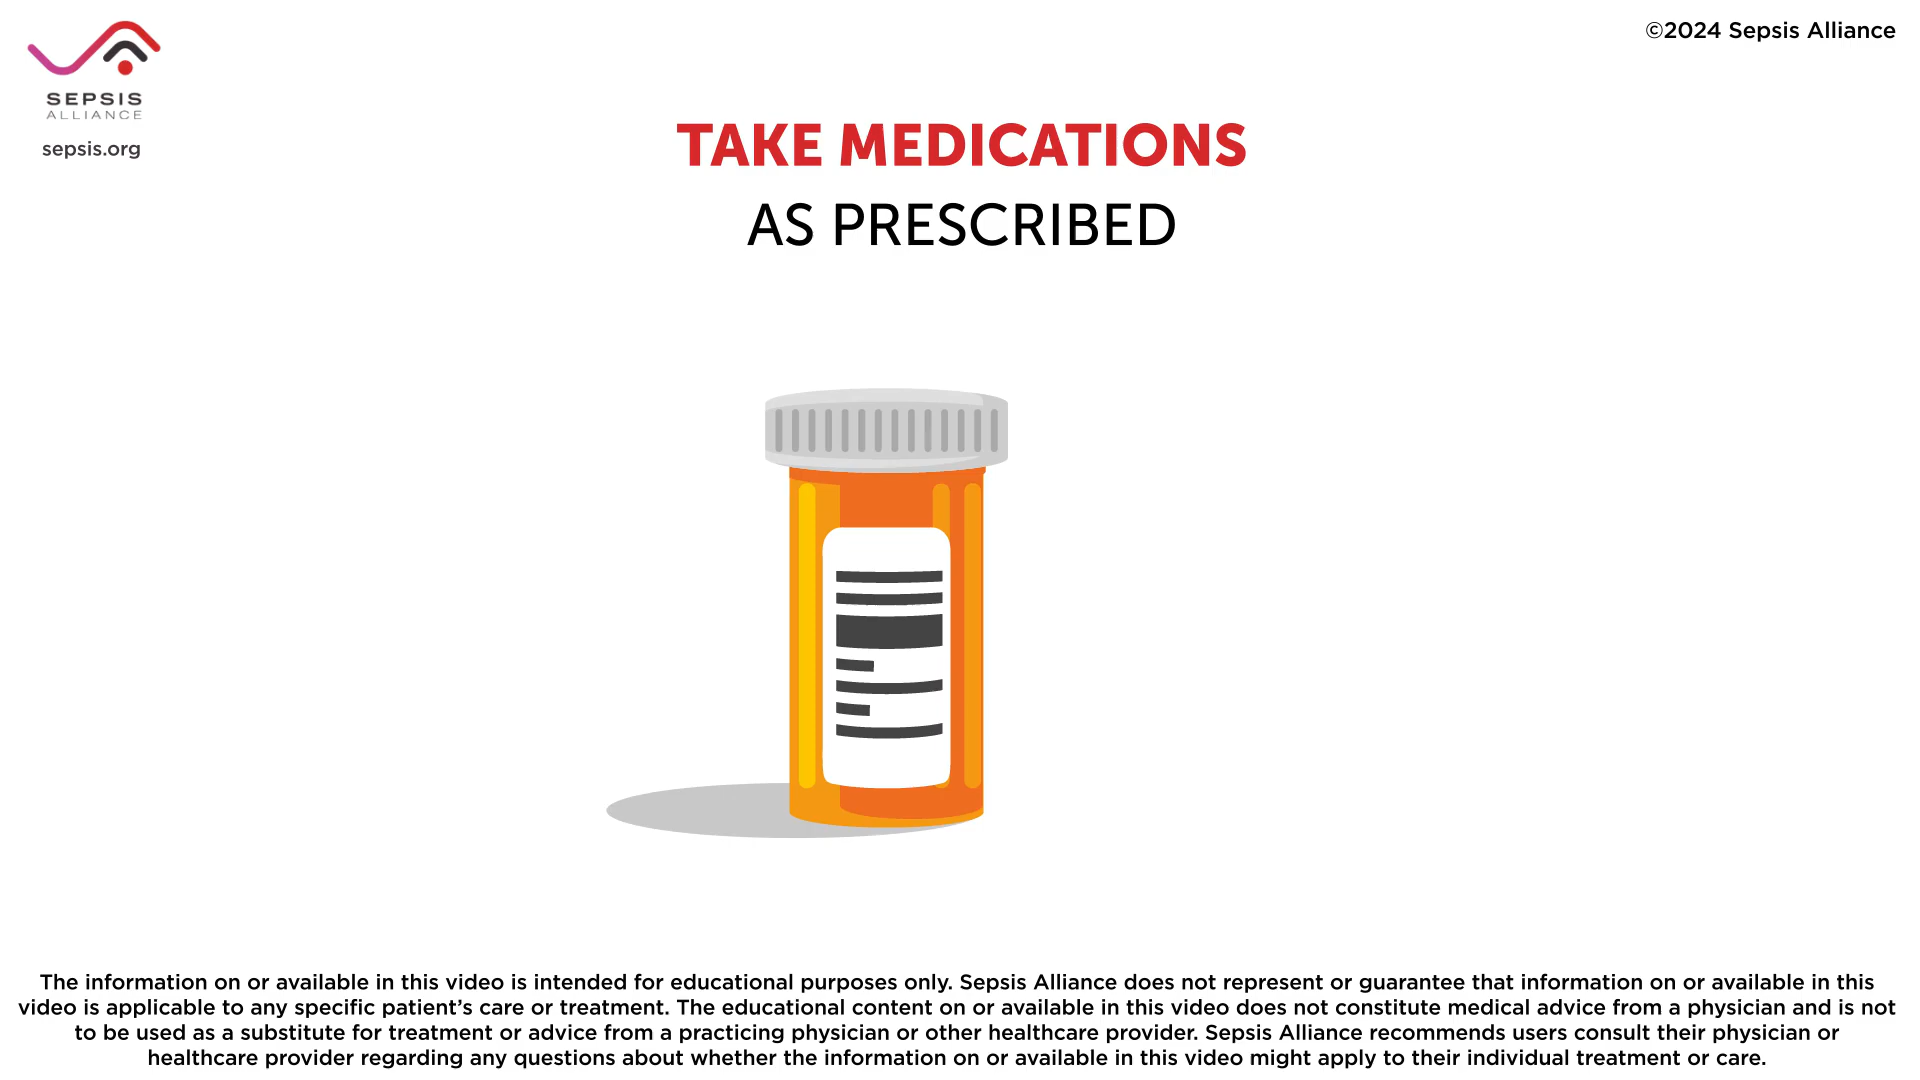 SEPSIS
ALLIANCE
sepsis.org
©2024 Sepsis Alliance
TAKE MEDICATIONS
AS PRESCRIBED
The information on or available in this video is intended for educational purposes only. Sepsis Alliance does not represent or guarantee that information on or available in this
video is applicable to any specific patient’s care or treatment. The educational content on or available in this video does not constitute medical advice from a physician and is not
to be used as a substitute for treatment or advice from a practicing physician or other healthcare provider. Sepsis Alliance recommends users consult their physician or
healthcare provider regarding any questions about whether the information on or available in this video might apply to their individual treatment or care.